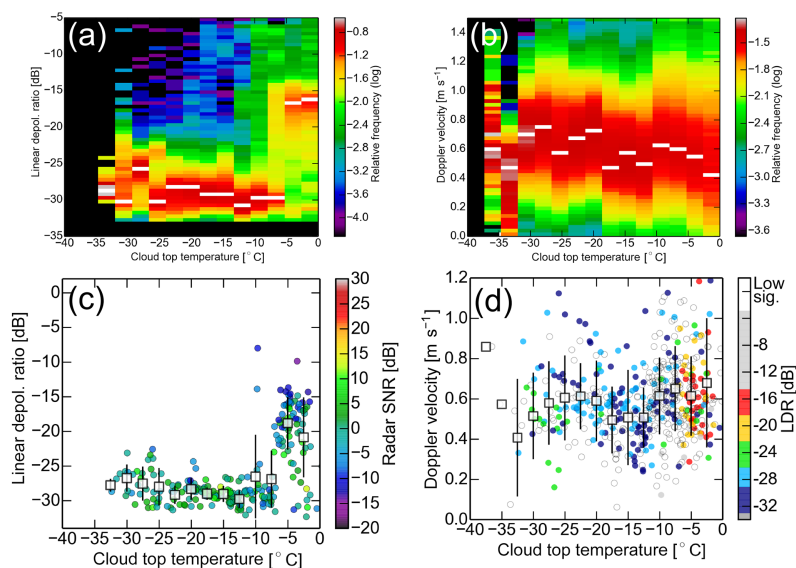 (a)
Linear depol. ratio [dB]
−5
−10
−15
−20
−25
−30
−35
−40 −35 −30 −25 −20 −15 −10 −5 0
Cloud top temperature [°C]
Relative frequency (log)
−0.8
−1.2
−1.6
−2.0
−2.4
−2.8
−3.2
−3.6
−4.0
(b)
Doppler velocity [m s⁻¹]
1.4
1.2
1.0
0.8
0.6
0.4
0.2
0.0
−40 −35 −30 −25 −20 −15 −10 −5 0
Cloud top temperature [°C]
Relative frequency (log)
−1.5
−1.8
−2.1
−2.4
−2.7
−3.0
−3.3
−3.6
(c)
Linear depol. ratio [dB]
0
−5
−10
−15
−20
−25
−30
−40 −35 −30 −25 −20 −15 −10 −5 0
Cloud top temperature [°C]
Radar SNR [dB]
30
25
20
15
10
5
0
−5
−10
−15
−20
(d)
Doppler velocity [m s⁻¹]
1.2
1.0
0.8
0.6
0.4
0.2
0.0
−40 −35 −30 −25 −20 −15 −10 −5 0
Cloud top temperature [°C]
LDR [dB]
Low
sig.
−8
−12
−16
−20
−24
−28
−32